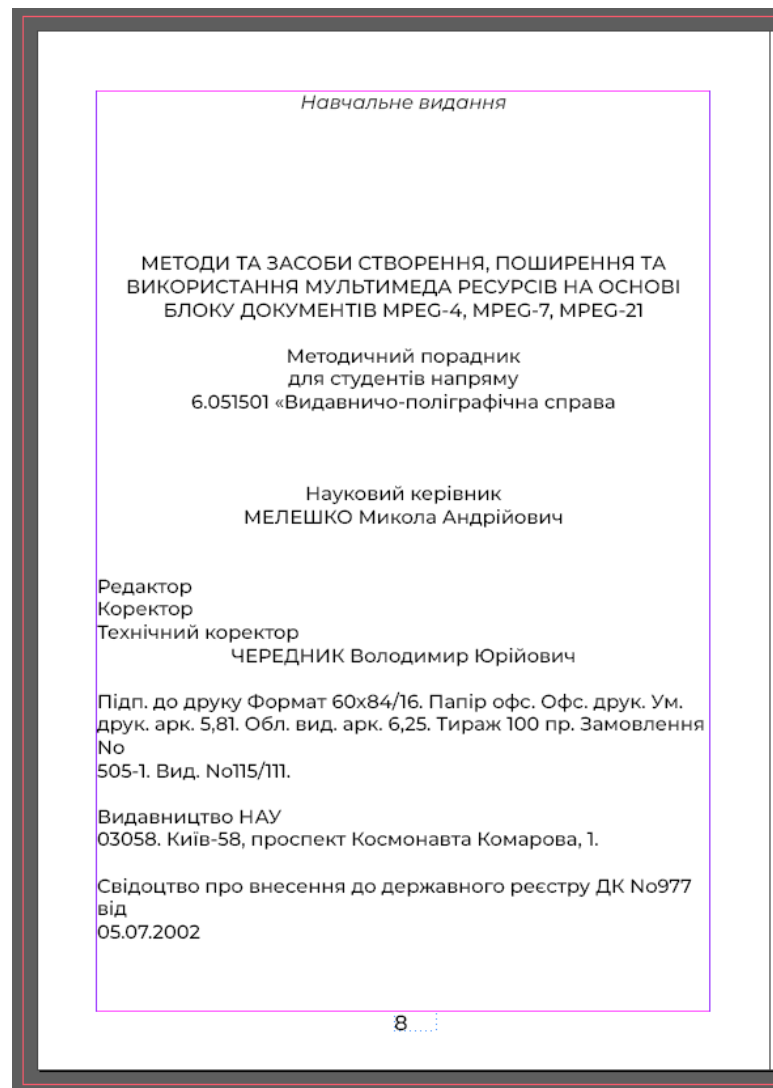 Навчальне видання
МЕТОДИ ТА ЗАСОБИ СТВОРЕННЯ, ПОШИРЕННЯ ТА
ВИКОРИСТАННЯ МУЛЬТИМЕДА РЕСУРСІВ НА ОСНОВІ
БЛОКУ ДОКУМЕНТІВ MPEG-4, MPEG-7, MPEG-21
Методичний порадник
для студентів напряму
6.051501 «Видавничо-поліграфічна справа
Науковий керівник
МЕЛЕШКО Микола Андрійович
Редактор
Коректор
Технічний коректор
ЧЕРЕДНИК Володимир Юрійович
Підп. до друку Формат 60х84/16. Папір офс. Офс. друк. Ум.
друк. арк. 5,81. Обл. вид. арк. 6,25. Тираж 100 пр. Замовлення
No
505-1. Вид. No115/111.
Видавництво НАУ
03058. Київ-58, проспект Космонавта Комарова, 1.
Свідоцтво про внесення до державного реєстру ДК No977
від
05.07.2002
8